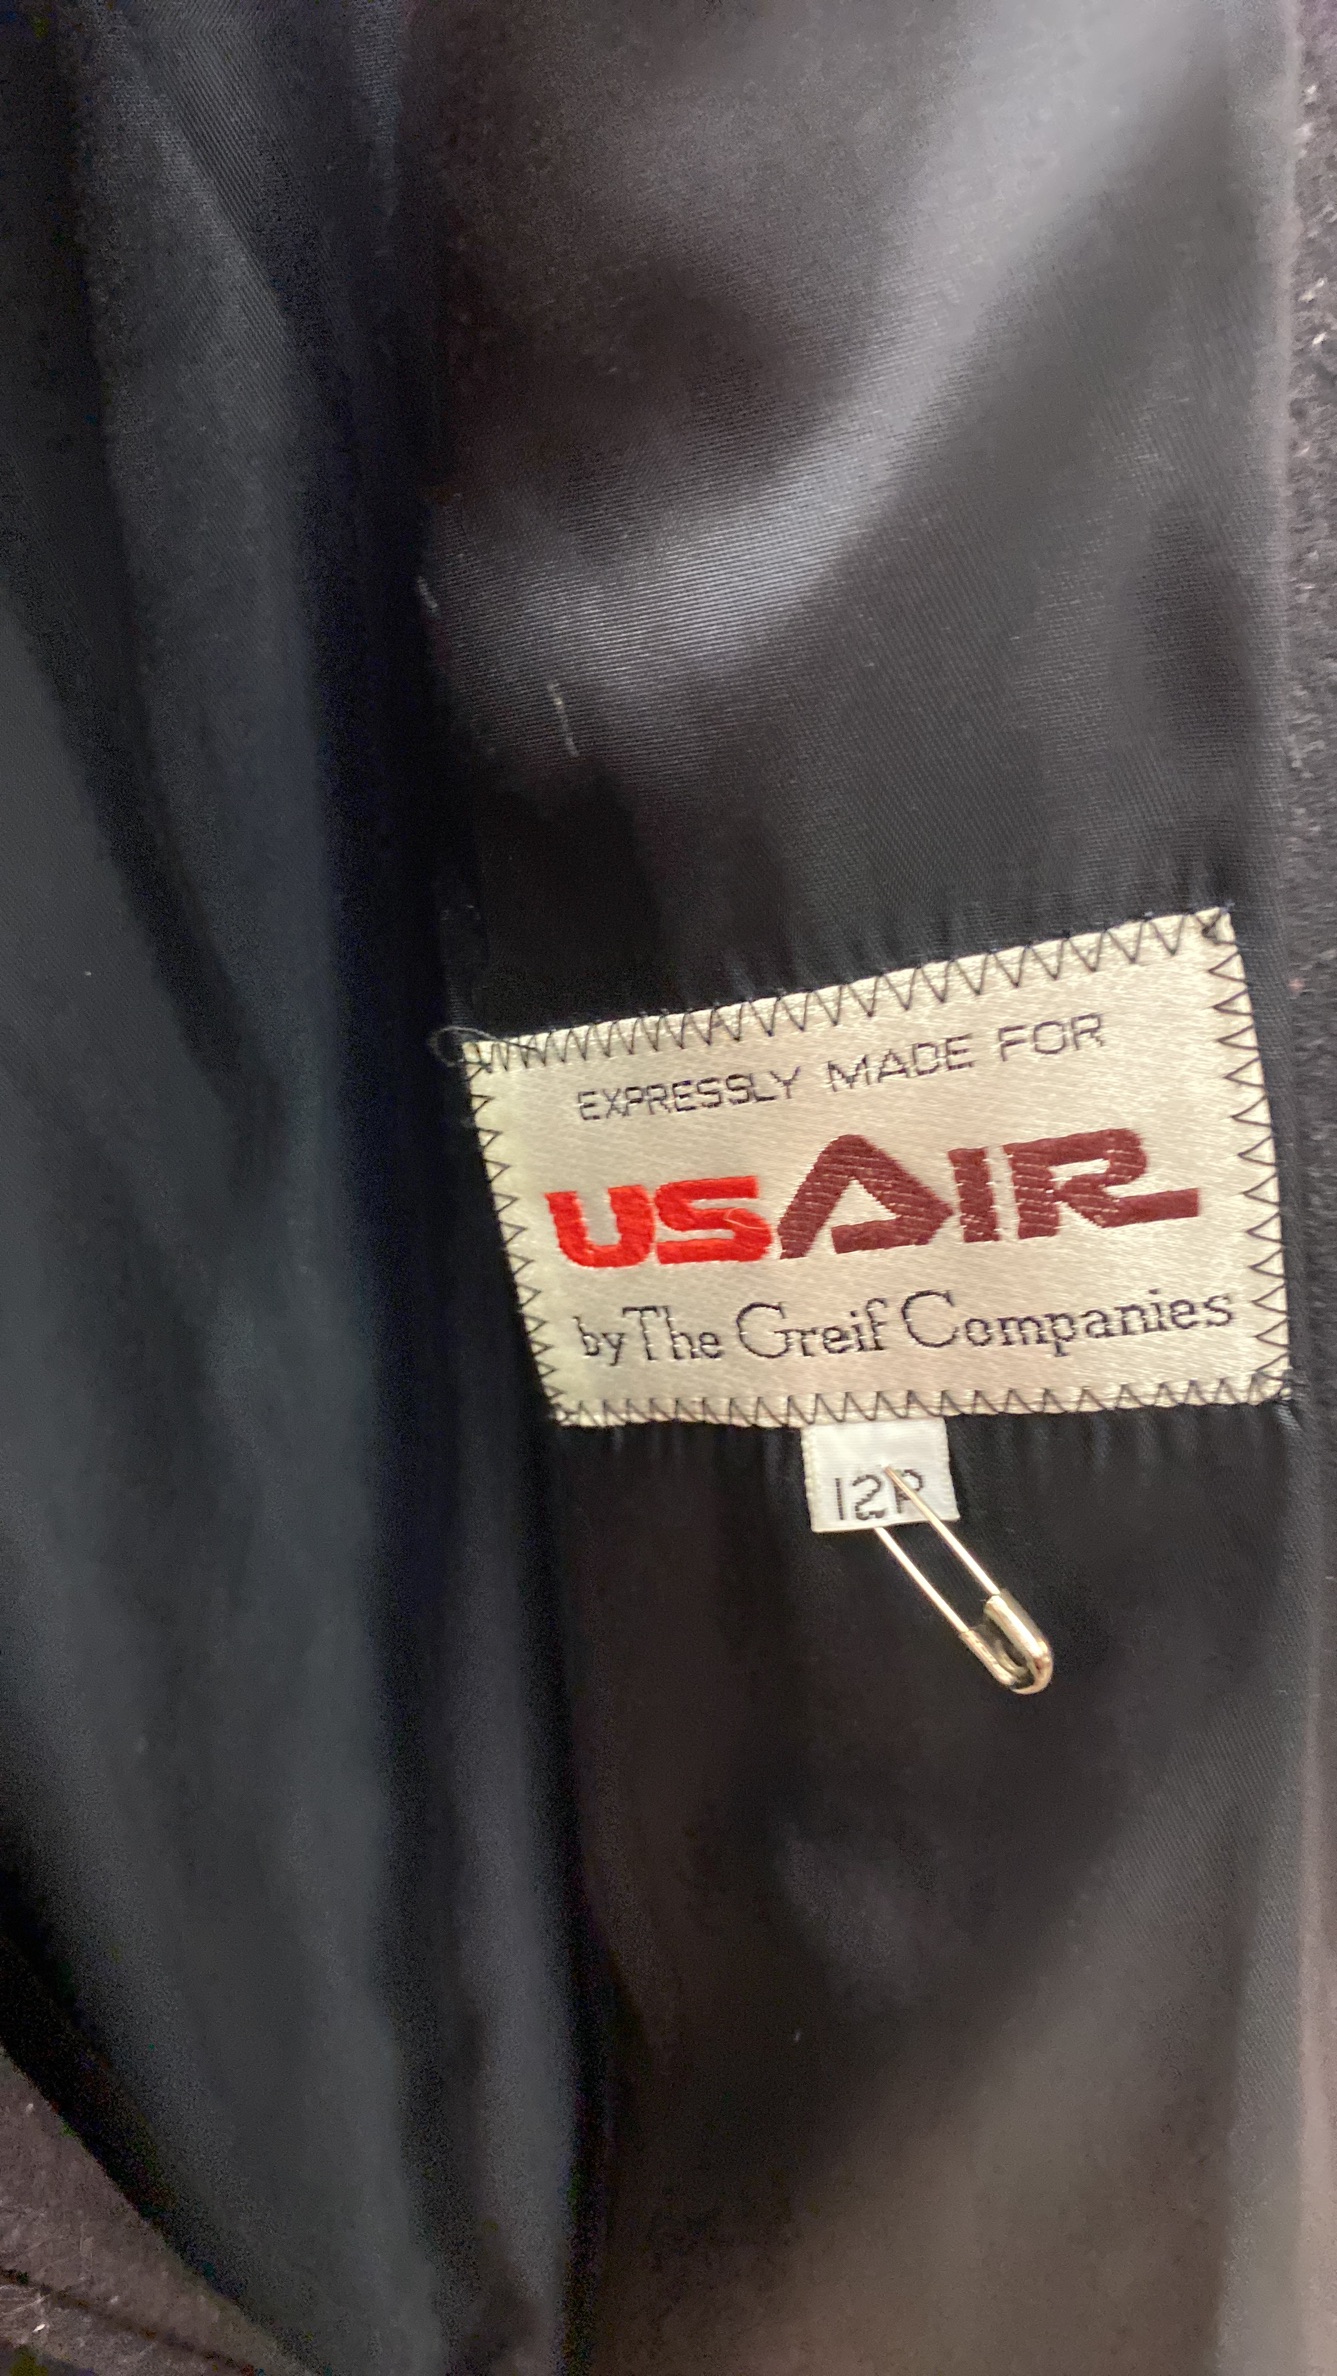 EXPRESSLY MADE FOR
USAIR
by The Greif Companies
12P